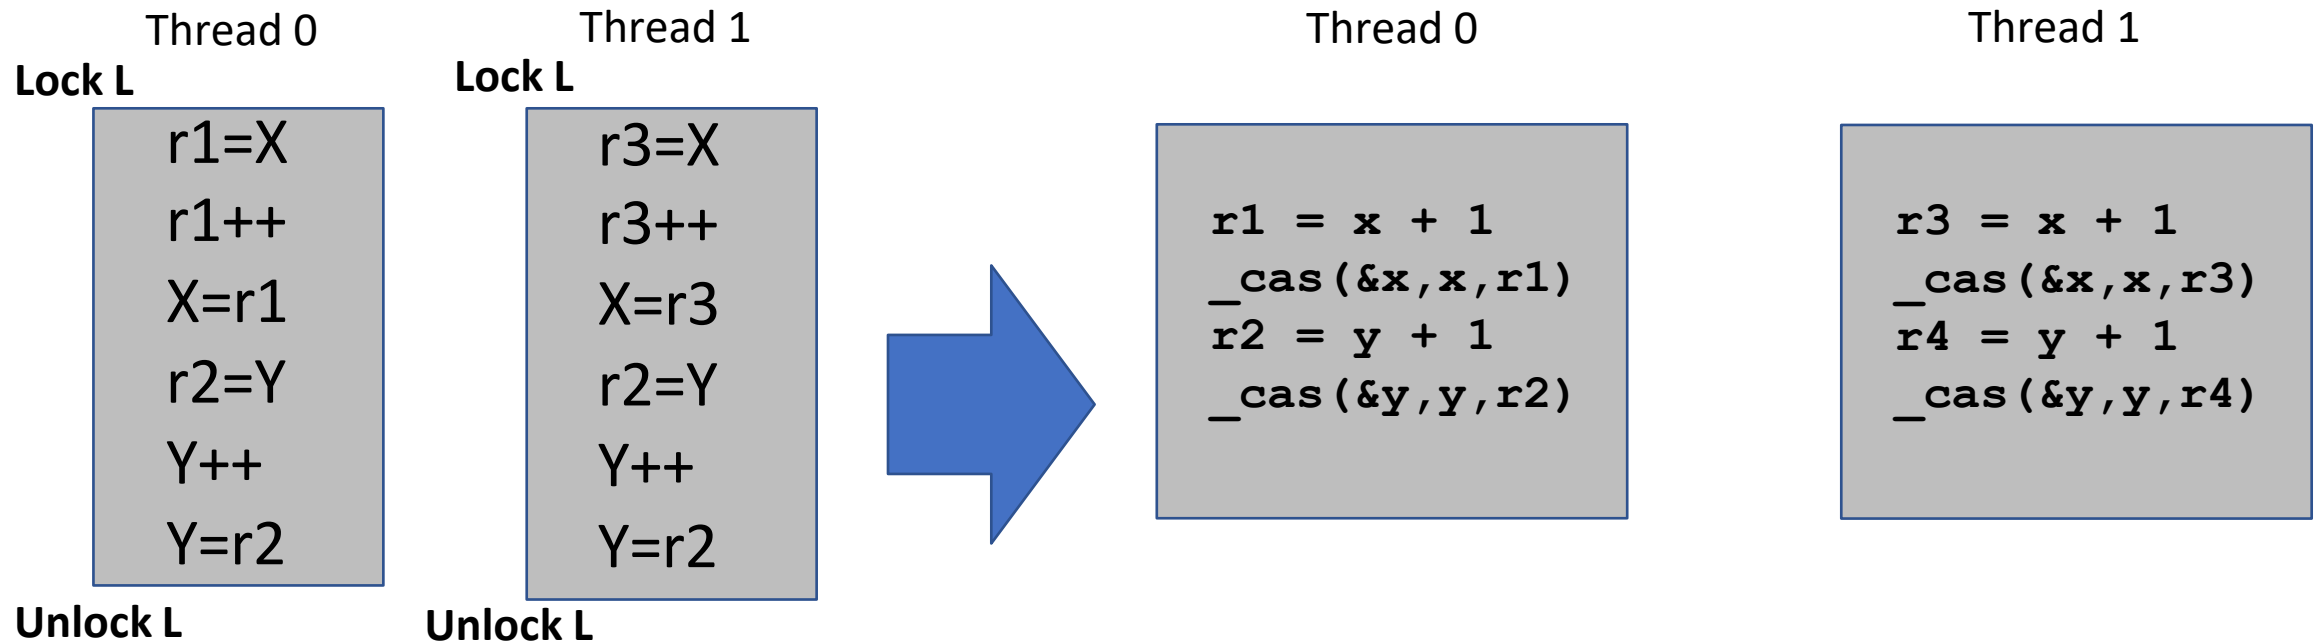 Thread 0
Lock L
r1=X
r1++
X=r1
r2=Y
Y++
Y=r2
Unlock L
Thread 1
Lock L
r3=X
r3++
X=r3
r2=Y
Y++
Y=r2
Unlock L
Thread 0
r1 = x + 1
_cas(&x,x,r1)
r2 = y + 1
_cas(&y,y,r2)
Thread 1
r3 = x + 1
_cas(&x,x,r3)
r4 = y + 1
_cas(&y,y,r4)